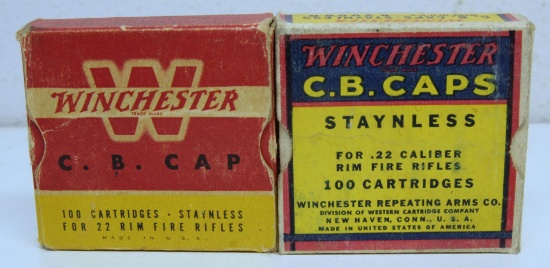 W
WINCHESTER
TRADE MARK
C. B. CAP
100 CARTRIDGES · STAYNLESS
FOR 22 RIM FIRE RIFLES
MADE IN U.S.A.
WINCHESTER
C.B. CAPS
STAYNLESS
FOR .22 CALIBER
RIM FIRE RIFLES
100 CARTRIDGES
WINCHESTER REPEATING ARMS CO.
DIVISION OF WESTERN CARTRIDGE COMPANY
NEW HAVEN, CONN., U. S. A.
MADE IN UNITED STATES OF AMERICA